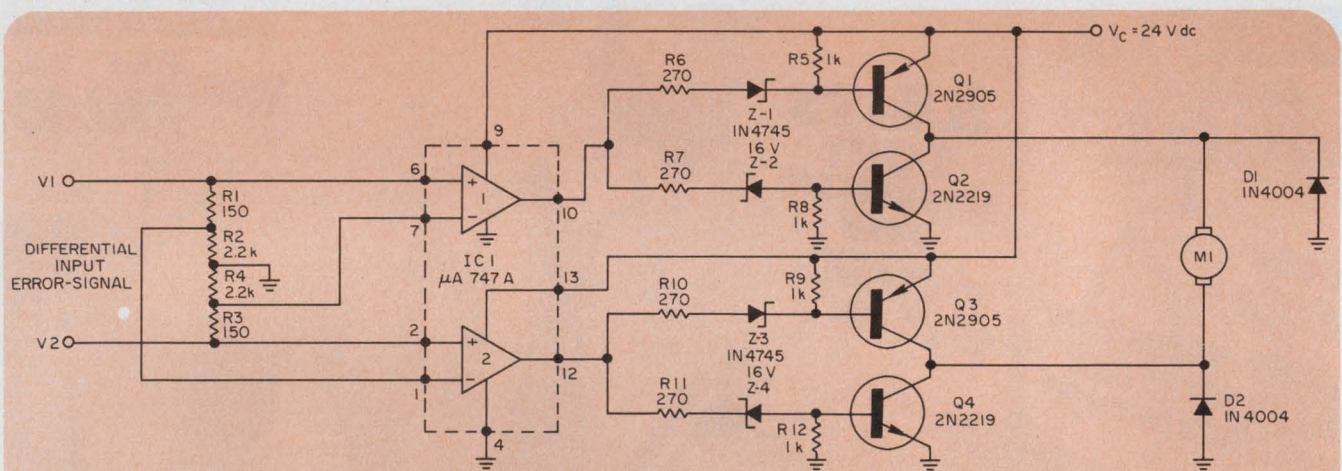 V_C = 24 V dc
R5 1k
Q1
2N2905
R6
270
Z-1
1N4745
16 V
Z-2
R7
270
R8
1k
Q2
2N2219
9
6
+
1
-
7
10
V1
R1
150
R2
2.2k
R4
2.2k
R3
150
V2
DIFFERENTIAL
INPUT
ERROR-SIGNAL
IC 1
μA 747 A
13
2
+
2
-
1
12
4
R10
270
Z-3
1N4745
16 V
Z-4
R11
270
R9
1k
Q3
2N2905
R12
1k
Q4
2N2219
M1
D1
1N4004
D2
1N4004